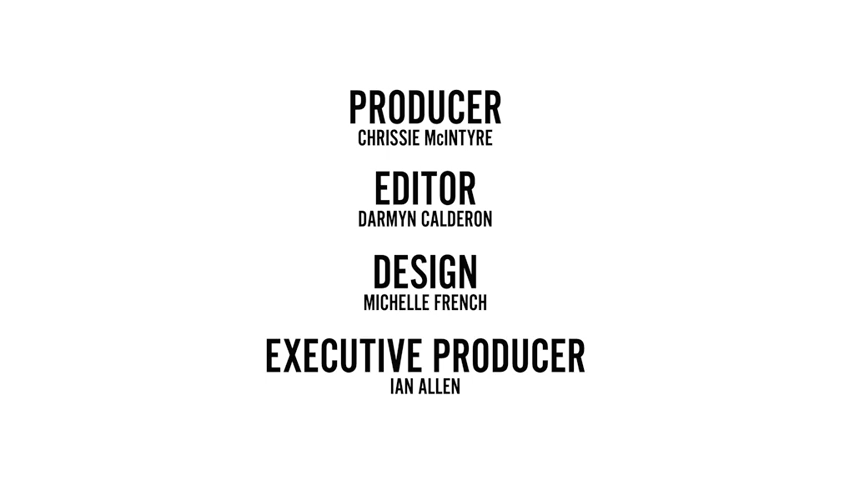 PRODUCER
CHRISSIE McINTYRE
EDITOR
DARMYN CALDERON
DESIGN
MICHELLE FRENCH
EXECUTIVE PRODUCER
IAN ALLEN